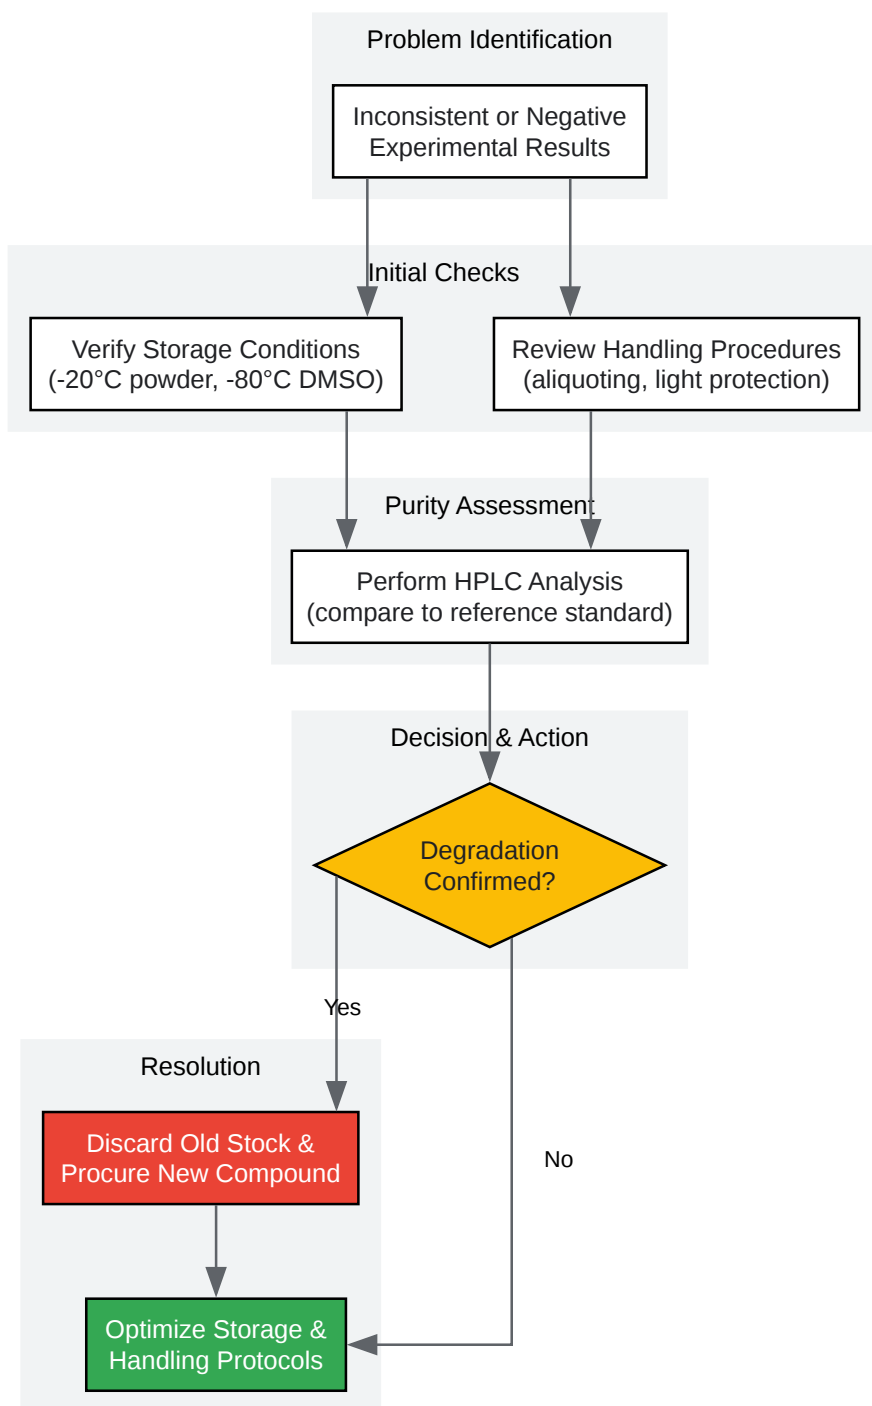 Problem Identification
Inconsistent or Negative
Experimental Results
Initial Checks
Verify Storage Conditions
(-20°C powder, -80°C DMSO)
Review Handling Procedures
(aliquoting, light protection)
Purity Assessment
Perform HPLC Analysis
(compare to reference standard)
Decision & Action
Degradation
Confirmed?
Yes
Resolution
Discard Old Stock &
Procure New Compound
No
Optimize Storage &
Handling Protocols